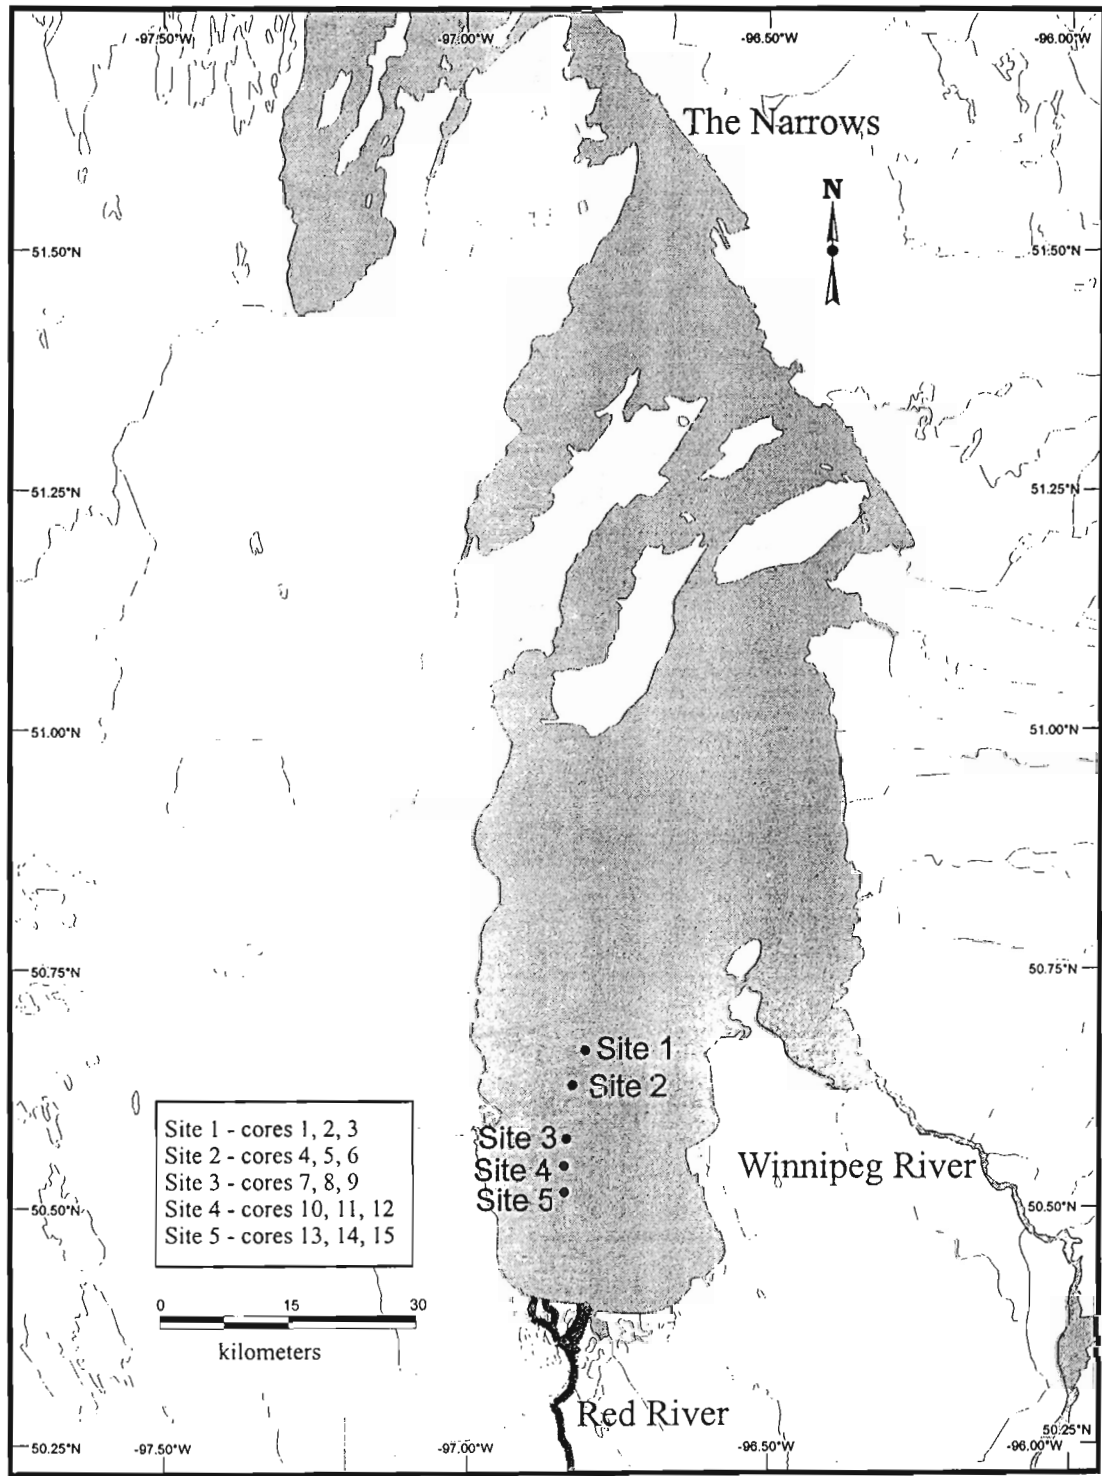 -97.50°W
-97.00°W
-96.50°W
-96.00°W
The Narrows
N
51.50°N
51.50°N
51.25°N
51.25°N
51.00°N
51.00°N
50.75°N
50.75°N
Site 1
Site 2
Site 3
Site 4
Site 5
Winnipeg River
50.50°N
50.50°N
Site 1 - cores 1, 2, 3
Site 2 - cores 4, 5, 6
Site 3 - cores 7, 8, 9
Site 4 - cores 10, 11, 12
Site 5 - cores 13, 14, 15
0 15 30
kilometers
Red River
50.25°N
50.25°N
-97.50°W
-97.00°W
-96.50°W
-96.00°W